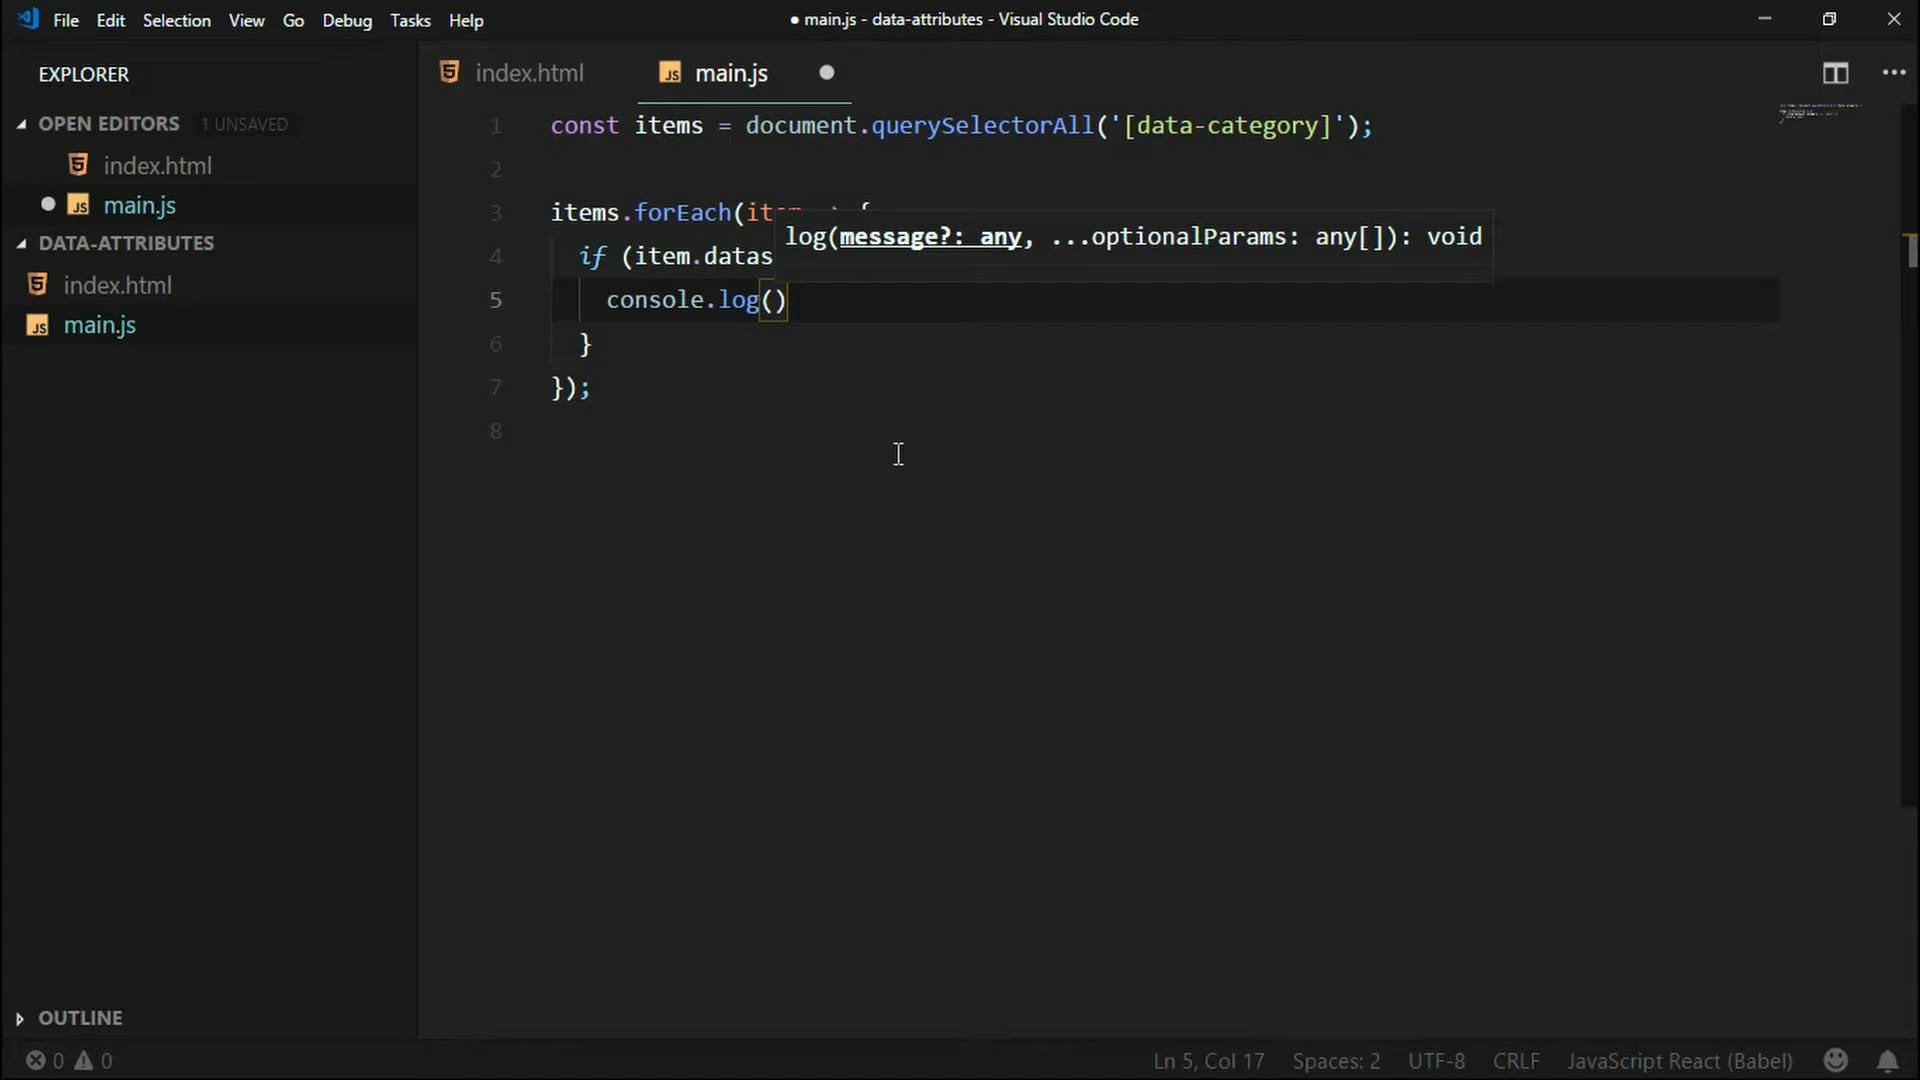 File Edit Selection View Go Debug Tasks Help
● main.js - data-attributes - Visual Studio Code
EXPLORER
OPEN EDITORS 1 UNSAVED
index.html
main.js
DATA-ATTRIBUTES
index.html
main.js
OUTLINE
index.html
main.js
1 const items = document.querySelectorAll('[data-category]');
2
3 items.forEach(item => {
4 if (item.datas
log(message?: any, ...optionalParams: any[]): void
5 console.log()
6 }
7 });
8
0 0
Ln 5, Col 17 Spaces: 2 UTF-8 CRLF JavaScript React (Babel)